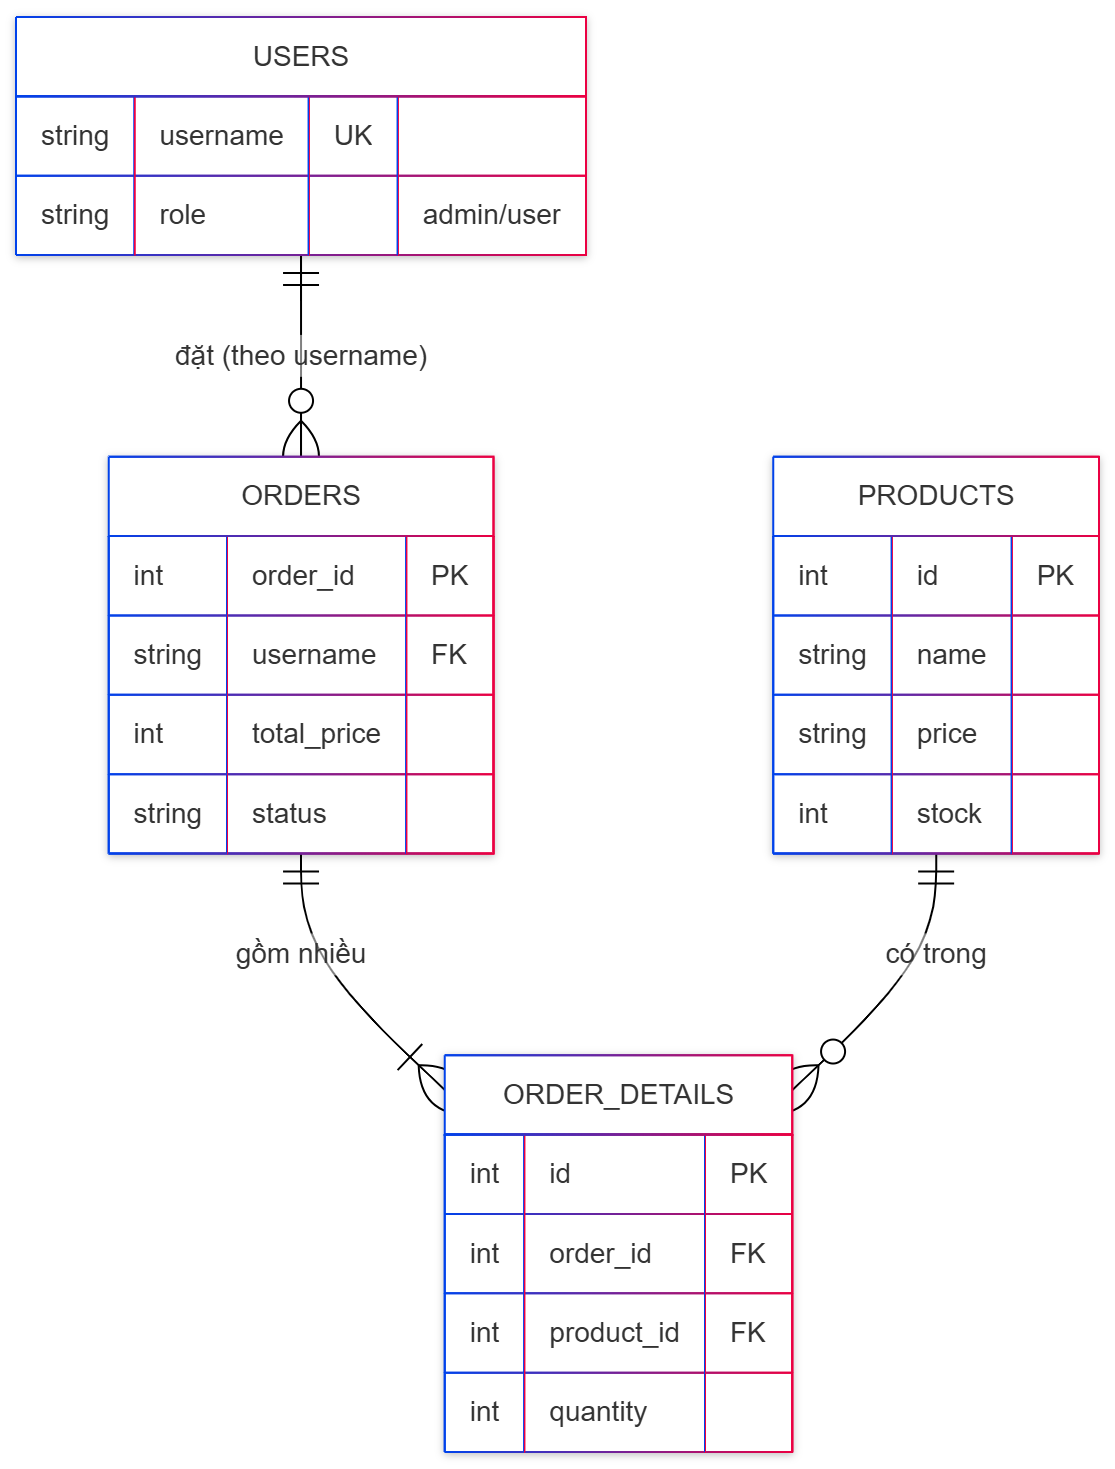 USERS
string username UK
string role admin/user
đặt (theo username)
ORDERS
int order_id PK
string username FK
int total_price
string status
PRODUCTS
int id PK
string name
string price
int stock
gồm nhiều
có trong
ORDER_DETAILS
int id PK
int order_id FK
int product_id FK
int quantity